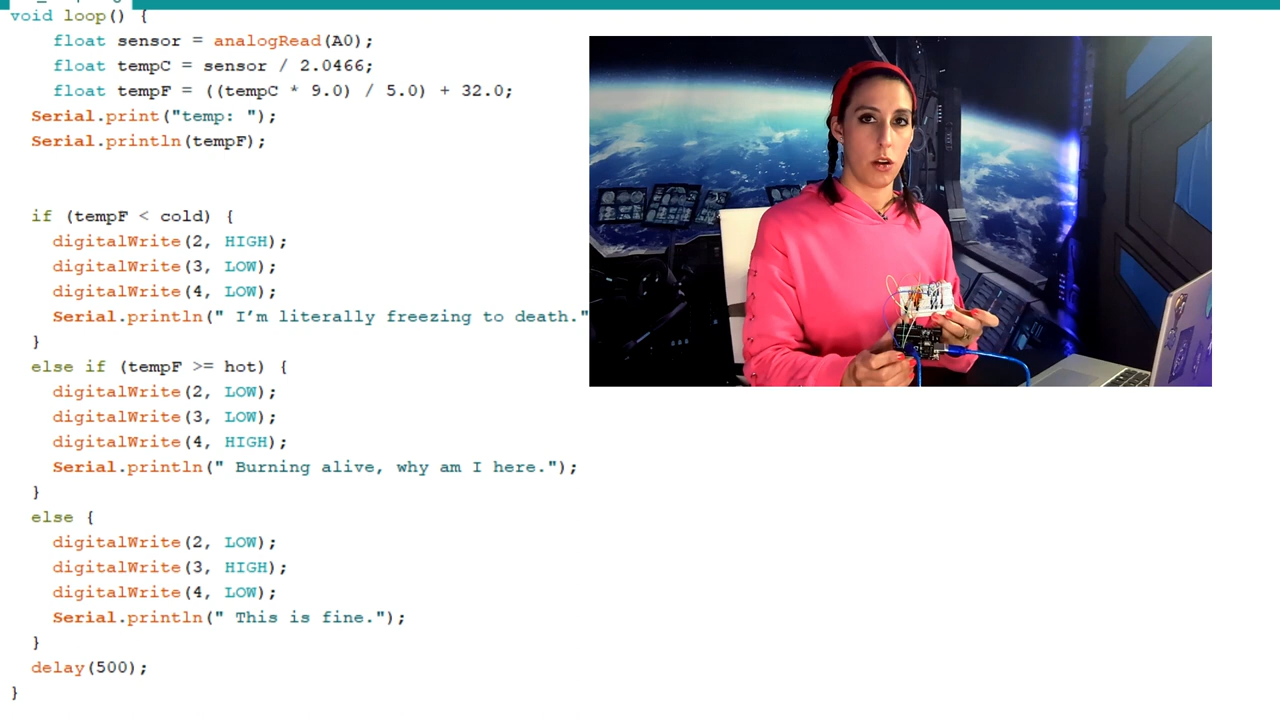 void loop() {
float sensor = analogRead(A0);
float tempC = sensor / 2.0466;
float tempF = ((tempC * 9.0) / 5.0) + 32.0;
Serial.print("temp: ");
Serial.println(tempF);
if (tempF < cold) {
digitalWrite(2, HIGH);
digitalWrite(3, LOW);
digitalWrite(4, LOW);
Serial.println(" I’m literally freezing to death."
}
else if (tempF >= hot) {
digitalWrite(2, LOW);
digitalWrite(3, LOW);
digitalWrite(4, HIGH);
Serial.println(" Burning alive, why am I here.");
}
else {
digitalWrite(2, LOW);
digitalWrite(3, HIGH);
digitalWrite(4, LOW);
Serial.println(" This is fine.");
}
delay(500);
}